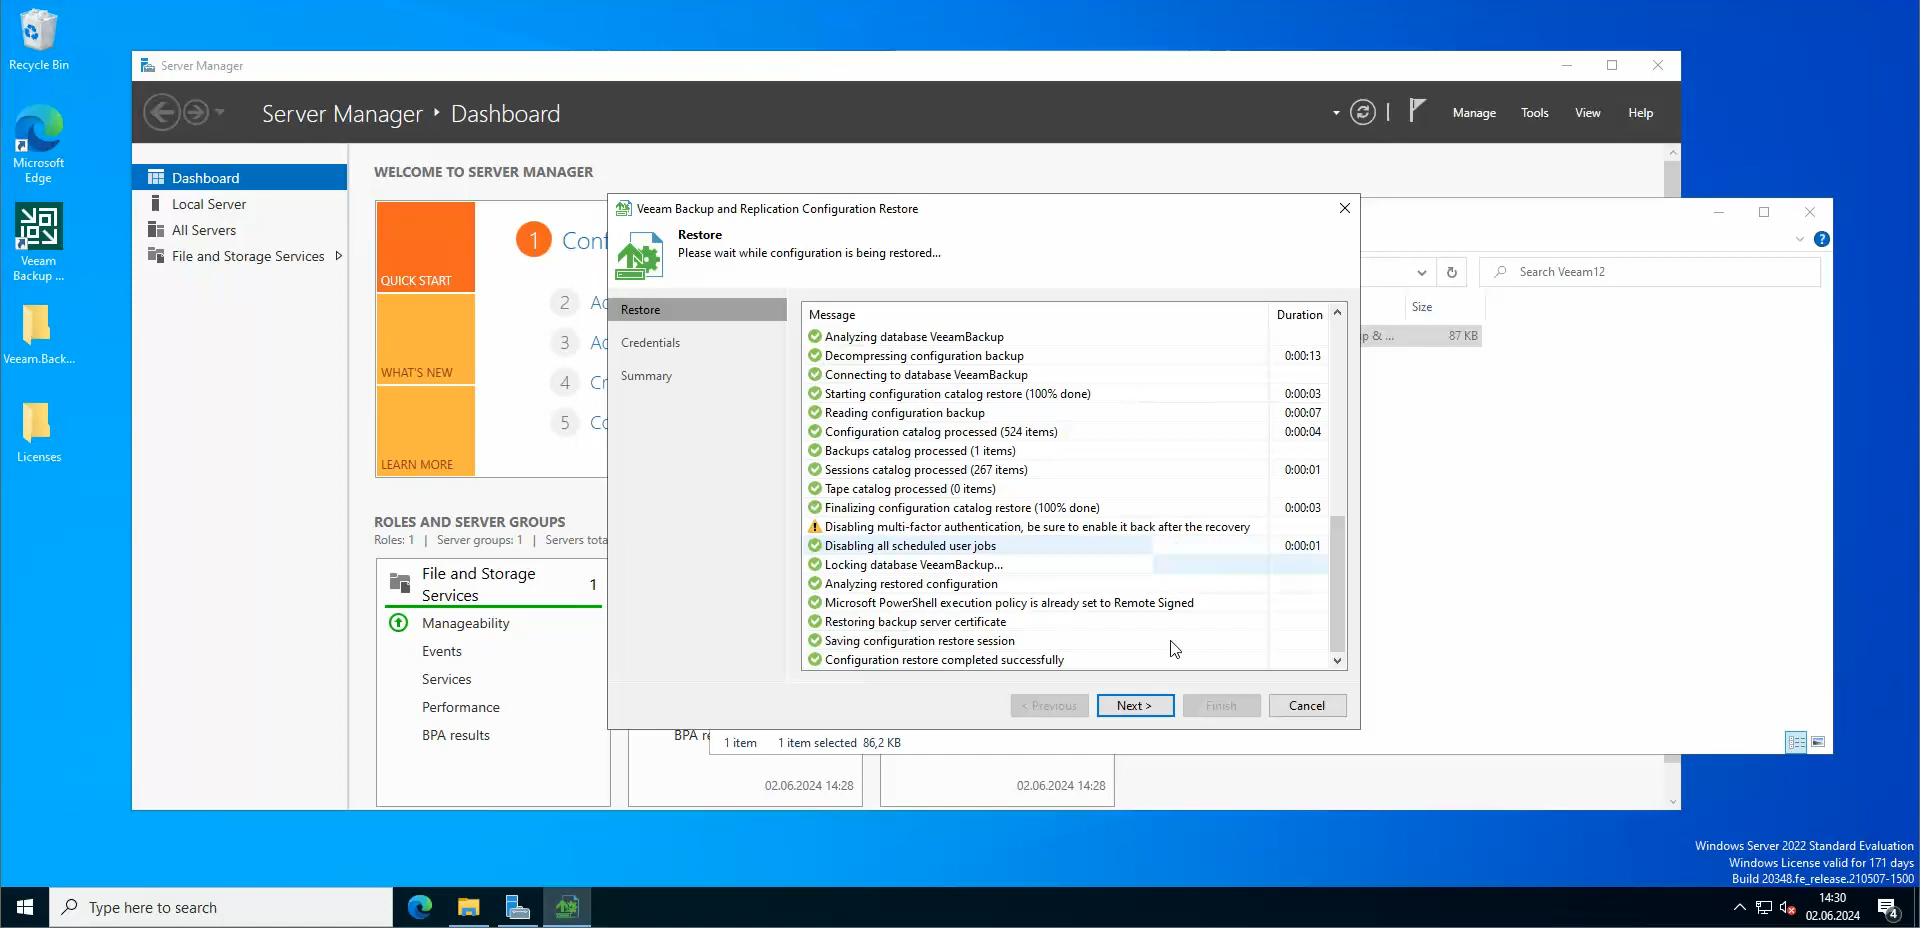 Recycle Bin
Microsoft
Edge
Veeam
Backup ...
Veeam.Back...
Licenses
Server Manager
Server Manager
Dashboard
Manage
Tools
View
Help
Dashboard
Local Server
All Servers
File and Storage Services
WELCOME TO SERVER MANAGER
QUICK START
WHAT'S NEW
LEARN MORE
1
Conf
2
Ad
3
Ad
4
Cr
5
Co
ROLES AND SERVER GROUPS
Roles: 1 | Server groups: 1 | Servers tota
File and Storage
Services
1
Manageability
Events
Services
Performance
BPA results
BPA re
02.06.2024 14:28
02.06.2024 14:28
Veeam Backup and Replication Configuration Restore
Restore
Please wait while configuration is being restored...
Restore
Credentials
Summary
Message
Duration
Analyzing database VeeamBackup
Decompressing configuration backup 0:00:13
Connecting to database VeeamBackup
Starting configuration catalog restore (100% done) 0:00:03
Reading configuration backup 0:00:07
Configuration catalog processed (524 items) 0:00:04
Backups catalog processed (1 items)
Sessions catalog processed (267 items) 0:00:01
Tape catalog processed (0 items)
Finalizing configuration catalog restore (100% done) 0:00:03
Disabling multi-factor authentication, be sure to enable it back after the recovery
Disabling all scheduled user jobs 0:00:01
Locking database VeeamBackup...
Analyzing restored configuration
Microsoft PowerShell execution policy is already set to Remote Signed
Restoring backup server certificate
Saving configuration restore session
Configuration restore completed successfully
< Previous
Next >
Finish
Cancel
?
Search Veeam12
Size
p & ...
87 KB
1 item
1 item selected 86,2 KB
Windows Server 2022 Standard Evaluation
Windows License valid for 171 days
Build 20348.fe_release.210507-1500
Type here to search
14:30
02.06.2024
4